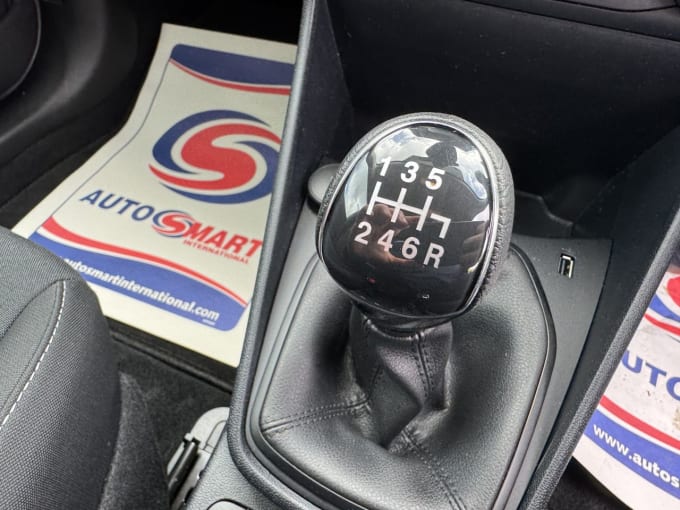 AUTOSMART
INTERNATIONAL
autosmartinternational.com
1 3 5
2 4 6 R
AUTO
www.autos